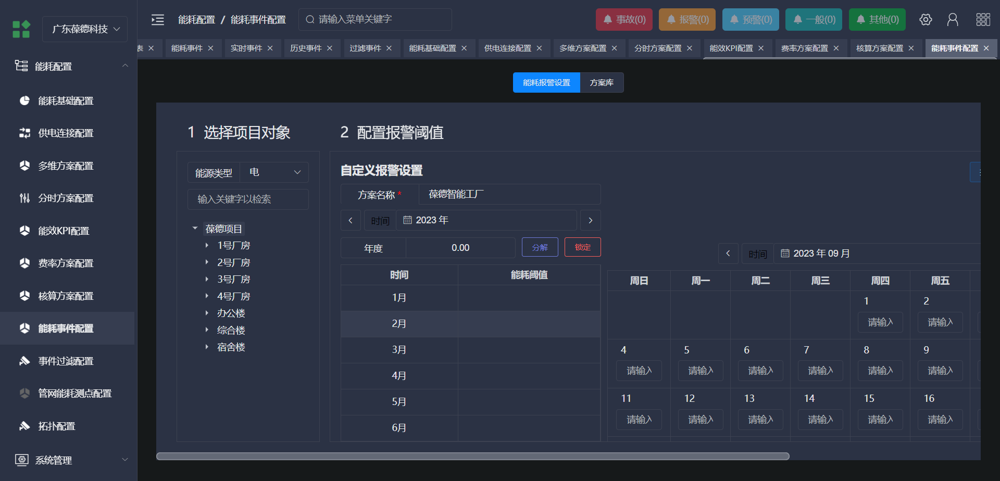 广东葆德科技
能耗配置 / 能耗事件配置
请输入菜单关键字
事故(0)
报警(0)
预警(0)
一般(0)
其他(0)
表
能耗事件
实时事件
历史事件
过滤事件
能耗基础配置
供电连接配置
多维方案配置
分时方案配置
能效KPI配置
费率方案配置
核算方案配置
能耗事件配置
能耗配置
能耗基础配置
供电连接配置
多维方案配置
分时方案配置
能效KPI配置
费率方案配置
核算方案配置
能耗事件配置
事件过滤配置
管网能耗测点配置
拓扑配置
系统管理
能耗报警设置
方案库
1 选择项目对象
能源类型
电
输入关键字以检索
葆德项目
1号厂房
2号厂房
3号厂房
4号厂房
办公楼
综合楼
宿舍楼
2 配置报警阈值
自定义报警设置
方案名称 *
葆德智能工厂
时间
2023 年
年度
0.00
分解
锁定
时间 能耗阈值
1月
2月
3月
4月
5月
6月
时间
2023 年 09 月
周日 周一 周二 周三 周四 周五
1 2
请输入 请输入
4 5 6 7 8 9
请输入 请输入 请输入 请输入 请输入 请输入
11 12 13 14 15 16
请输入 请输入 请输入 请输入 请输入 请输入